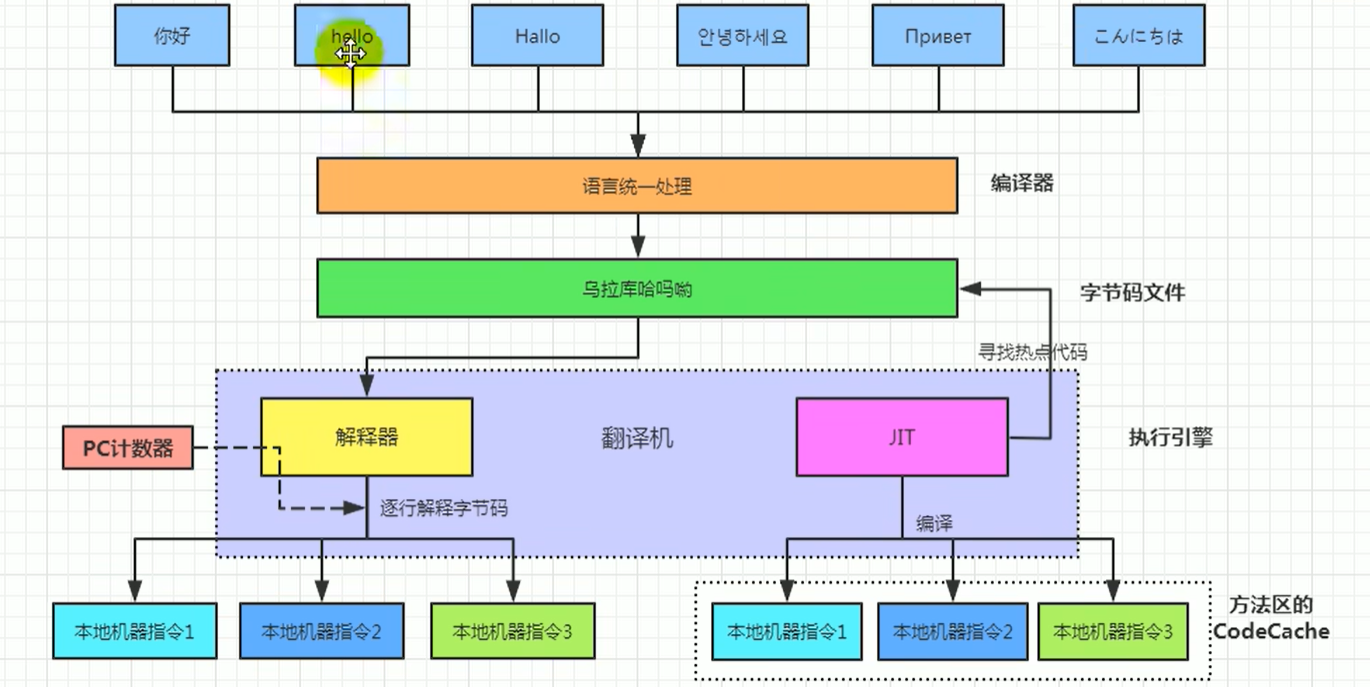 你好
hello
Hallo
안녕하세요
Привет
こんにちは
语言统一处理
编译器
乌拉库哈吗呦
字节码文件
寻找热点代码
解释器
翻译机
JIT
执行引擎
PC计数器
逐行解释字节码
编译
本地机器指令1
本地机器指令2
本地机器指令3
本地机器指令1
本地机器指令2
本地机器指令3
方法区的
CodeCache